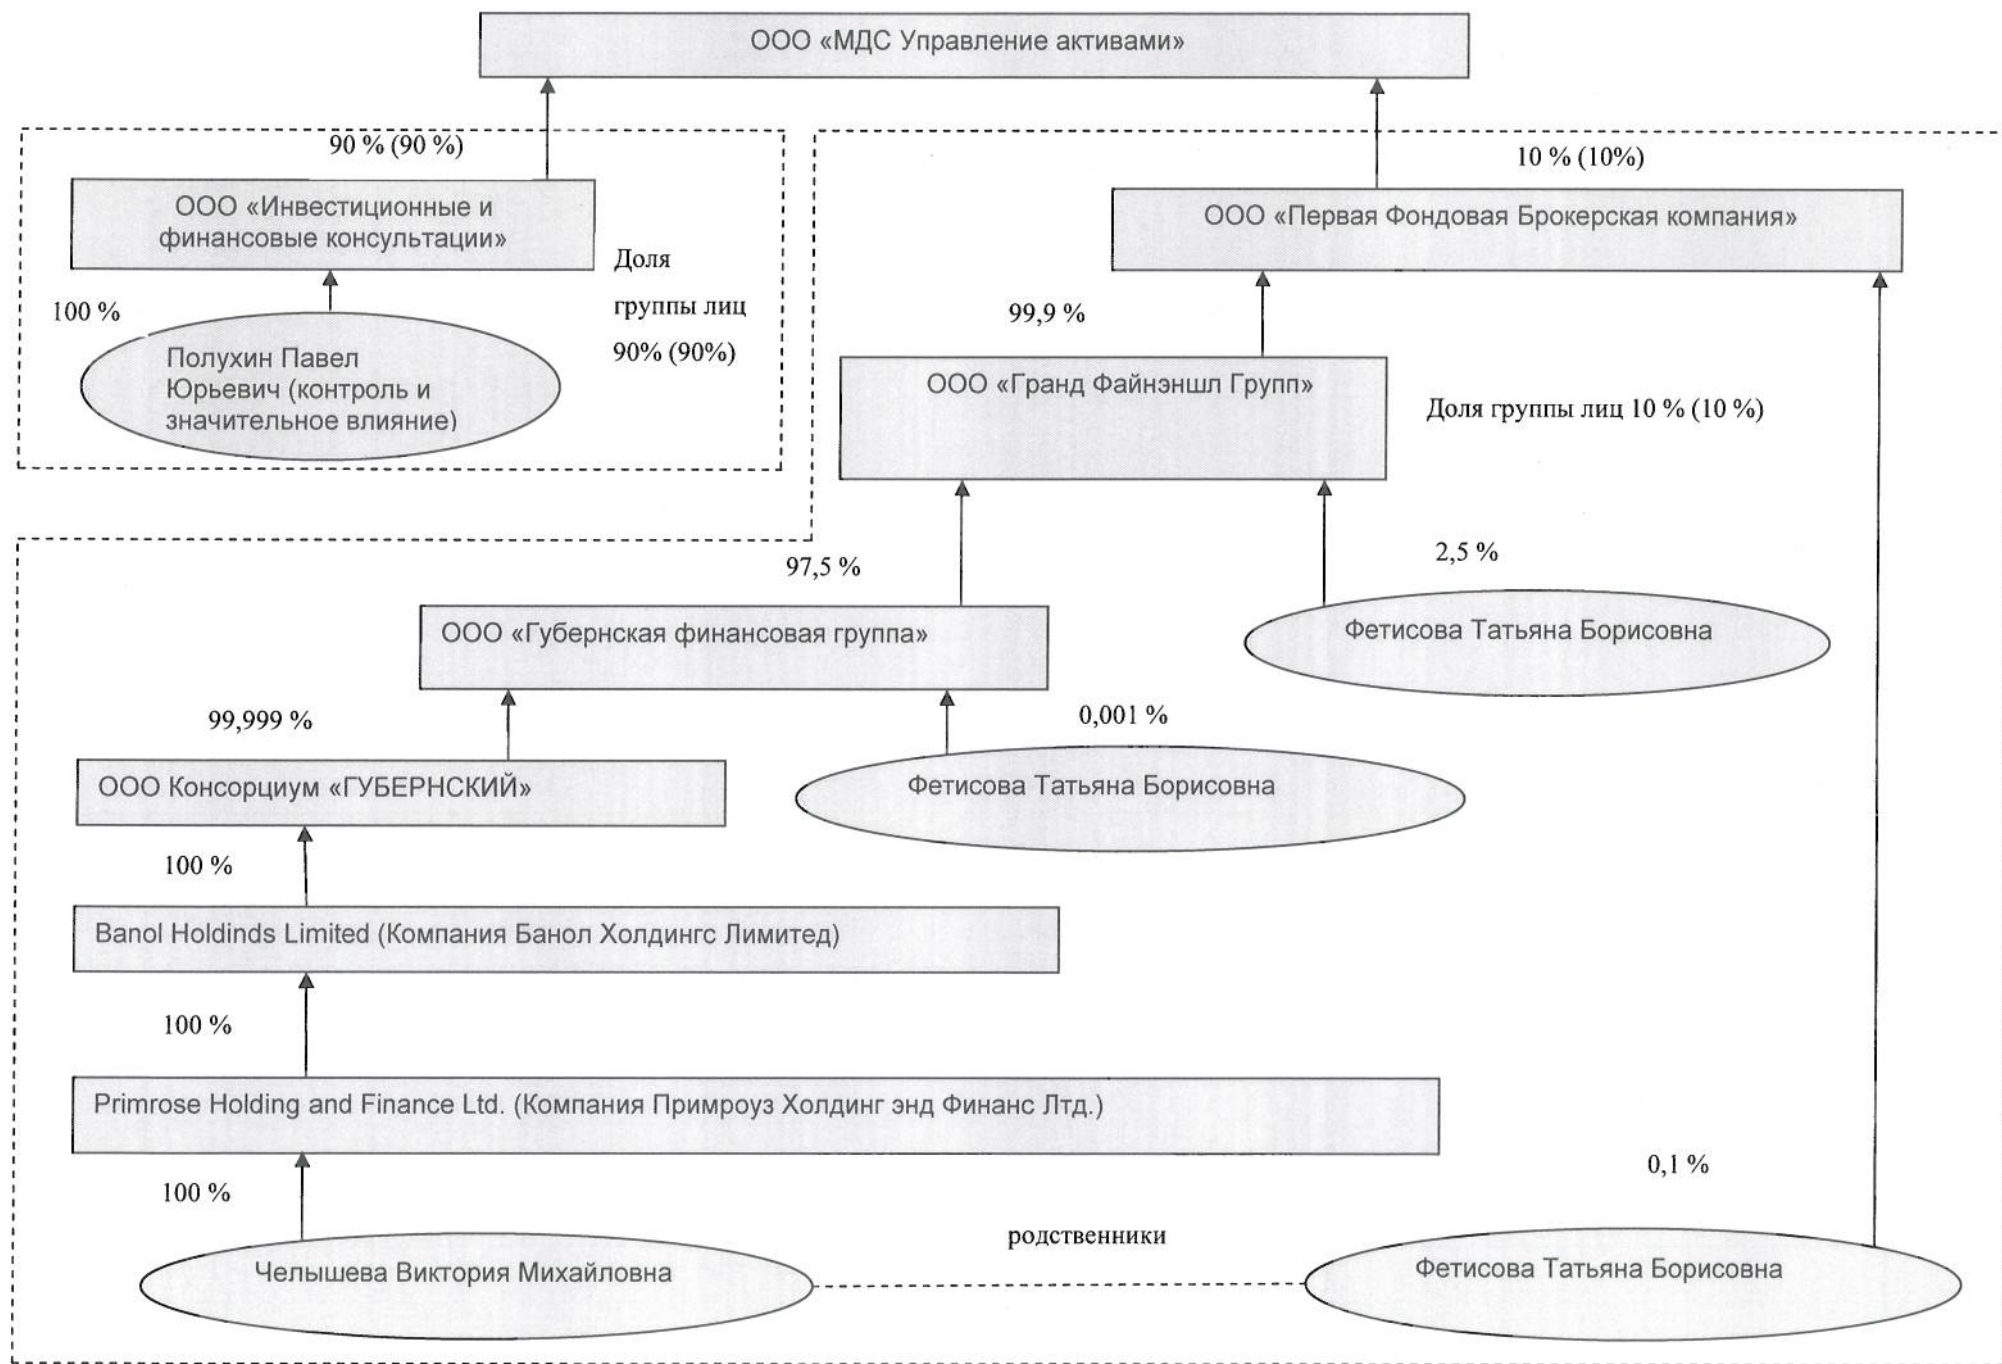 ООО «МДС Управление активами»
90 % (90 %)
10 % (10%)
ООО «Инвестиционные и
финансовые консультации»
ООО «Первая Фондовая Брокерская компания»
Доля
группы лиц
90% (90%)
100 %
99,9 %
Полухин Павел
Юрьевич (контроль и
значительное влияние)
ООО «Гранд Файнэншл Групп»
Доля группы лиц 10 % (10 %)
97,5 %
2,5 %
ООО «Губернская финансовая группа»
Фетисова Татьяна Борисовна
99,999 %
0,001 %
ООО Консорциум «ГУБЕРНСКИЙ»
Фетисова Татьяна Борисовна
100 %
Banol Holdinds Limited (Компания Банол Холдингс Лимитед)
100 %
Primrose Holding and Finance Ltd. (Компания Примроуз Холдинг энд Финанс Лтд.)
0,1 %
100 %
родственники
Челышева Виктория Михайловна
Фетисова Татьяна Борисовна